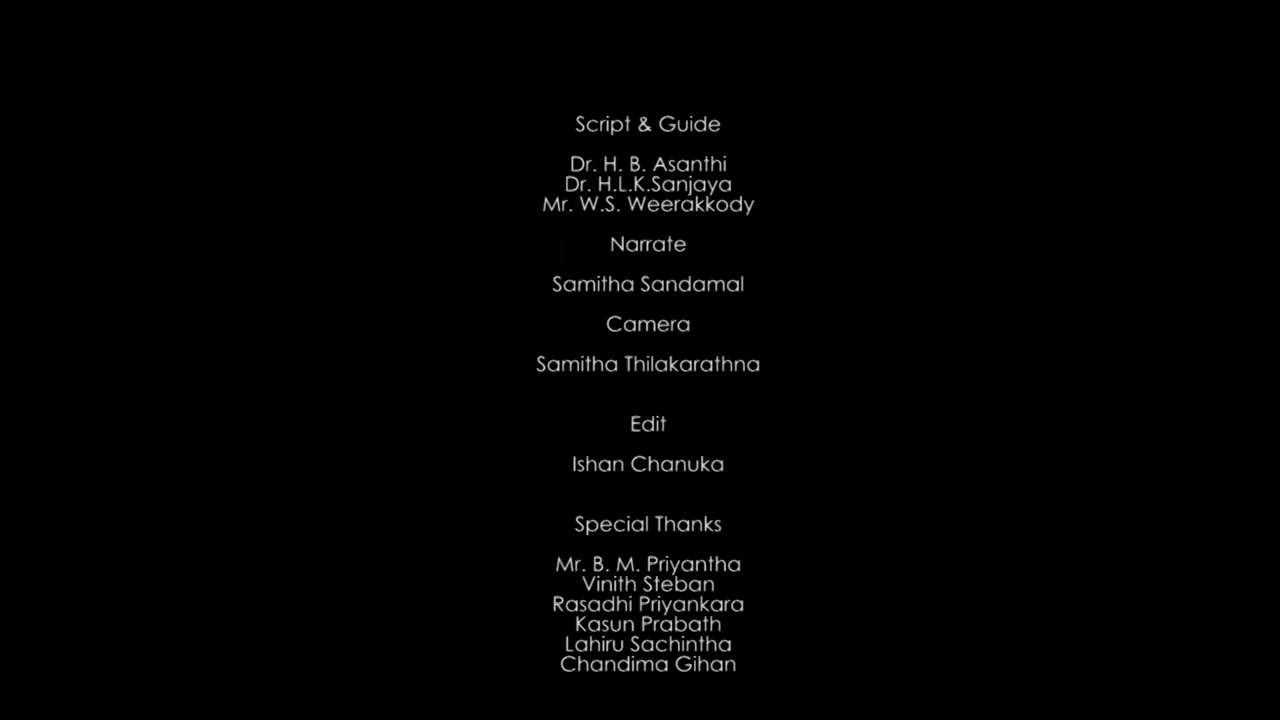 Script & Guide
Dr. H. B. Asanthi
Dr. H.L.K.Sanjaya
Mr. W.S. Weerakkody
Narrate
Samitha Sandamal
Camera
Samitha Thilakarathna
Edit
Ishan Chanuka
Special Thanks
Mr. B. M. Priyantha
Vinith Steban
Rasadhi Priyankara
Kasun Prabath
Lahiru Sachintha
Chandima Gihan